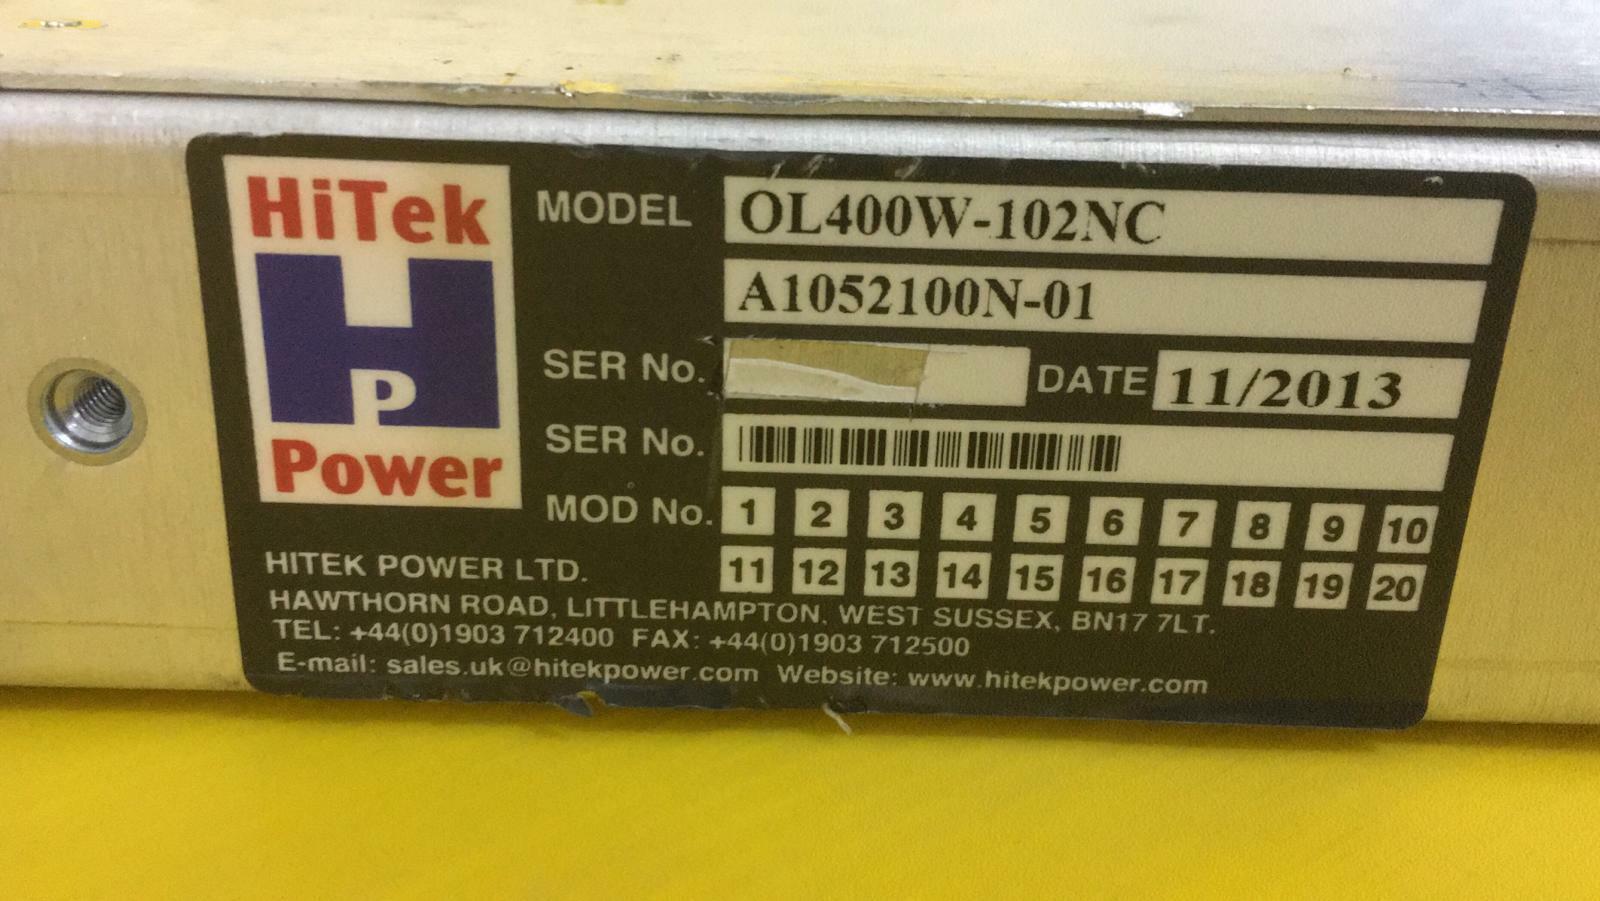 HiTek
HP
Power
MODEL OL400W-102NC
A1052100N-01
SER No. DATE 11/2013
SER No.
MOD No. 1 2 3 4 5 6 7 8 9 10
11 12 13 14 15 16 17 18 19 20
HITEK POWER LTD.
HAWTHORN ROAD, LITTLEHAMPTON, WEST SUSSEX, BN17 7LT.
TEL: +44(0)1903 712400 FAX: +44(0)1903 712500
E-mail: sales.uk@hitekpower.com Website: www.hitekpower.com